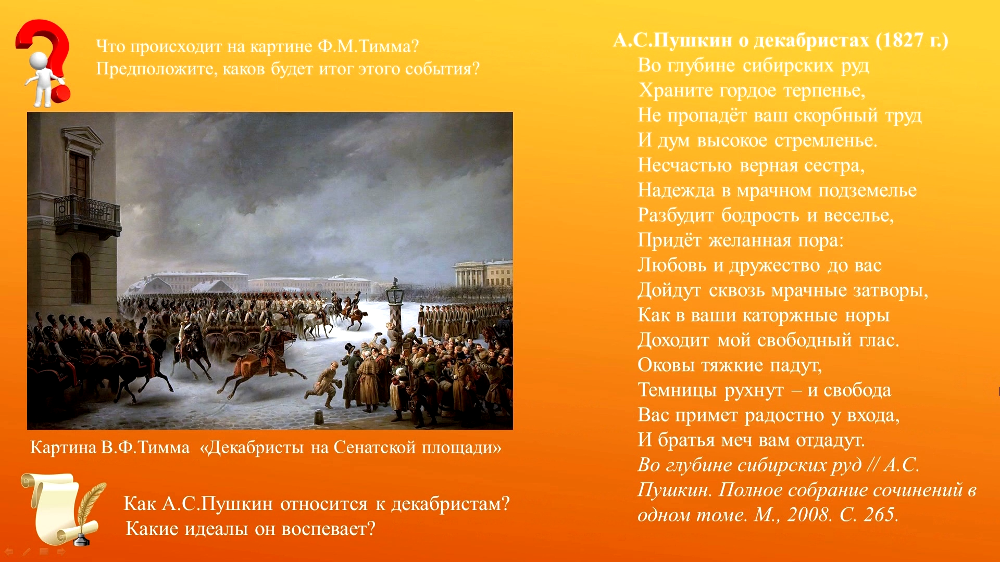 Что происходит на картине Ф.М.Тимма?
Предположите, каков будет итог этого события?
Картина В.Ф.Тимма «Декабристы на Сенатской площади»
Как А.С.Пушкин относится к декабристам?
Какие идеалы он воспевает?
А.С.Пушкин о декабристах (1827 г.)
Во глубине сибирских руд
Храните гордое терпенье,
Не пропадёт ваш скорбный труд
И дум высокое стремленье.
Несчастью верная сестра,
Надежда в мрачном подземелье
Разбудит бодрость и веселье,
Придёт желанная пора:
Любовь и дружество до вас
Дойдут сквозь мрачные затворы,
Как в ваши каторжные норы
Доходит мой свободный глас.
Оковы тяжкие падут,
Темницы рухнут – и свобода
Вас примет радостно у входа,
И братья меч вам отдадут.
Во глубине сибирских руд // А.С.
Пушкин. Полное собрание сочинений в
одном томе. М., 2008. С. 265.